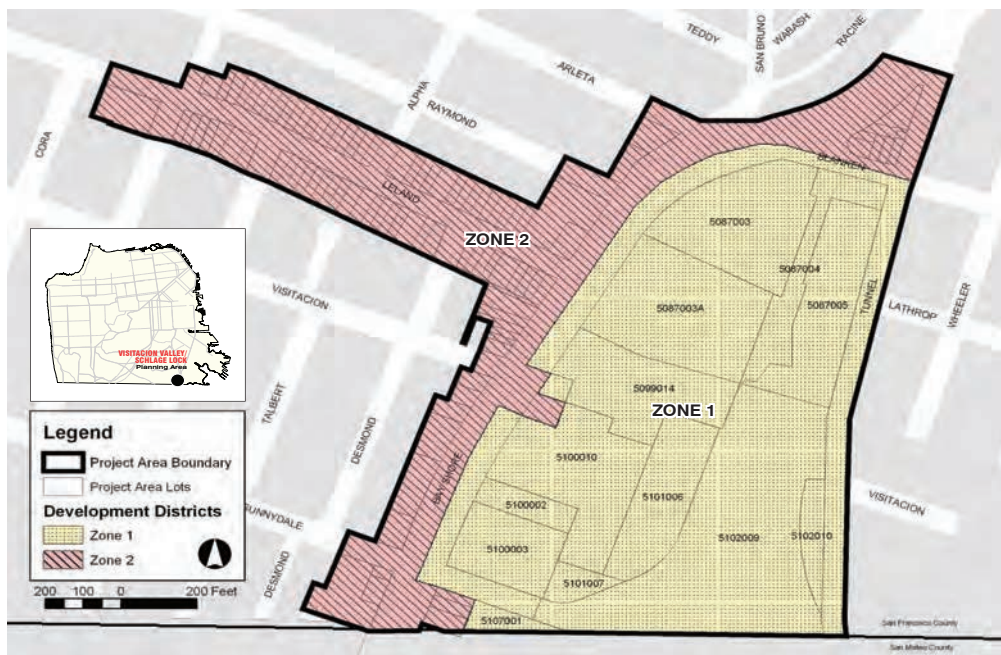 TEDDY
SAN BRUNO
WABASH
RACINE
ARLETA
ALPHA
RAYMOND
CORA
LELAND
BLANKEN
ZONE 2
5087003
5087004
5087005
TUNNEL
LATHROP
WHEELER
5087003A
VISITACION
VISITACION VALLEY/
SCHLAGE LOCK
Planning Area
5099014
ZONE 1
TALBERT
DESMOND
BAYSHORE
5100010
5101006
5100002
5102009
5102010
VISITACION
5100003
5101007
5107001
SUNNYDALE
DESMOND
Legend
Project Area Boundary
Project Area Lots
Development Districts
Zone 1
Zone 2
200 100 0 200 Feet
San Francisco County
San Mateo County